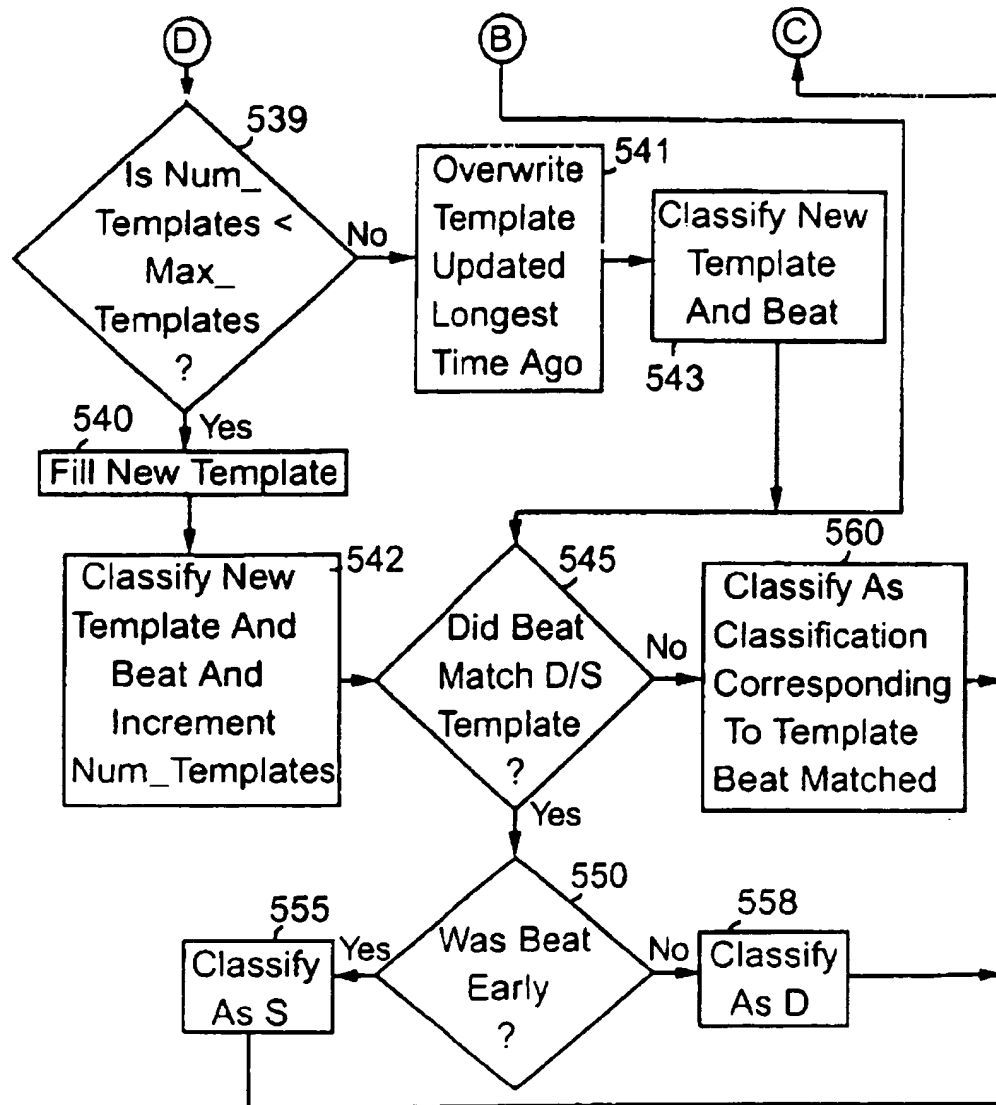 D
B
C
539
Is Num_
Templates <
Max_
Templates
?
No
541
Overwrite
Template
Updated
Longest
Time Ago
Classify New
Template
And Beat
543
Yes
540
Fill New Template
542
Classify New
Template And
Beat And
Increment
Num_Templates
545
Did Beat
Match D/S
Template
?
No
560
Classify As
Classification
Corresponding
To Template
Beat Matched
Yes
550
Was Beat
Early
?
Yes
555
Classify
As S
No
558
Classify
As D